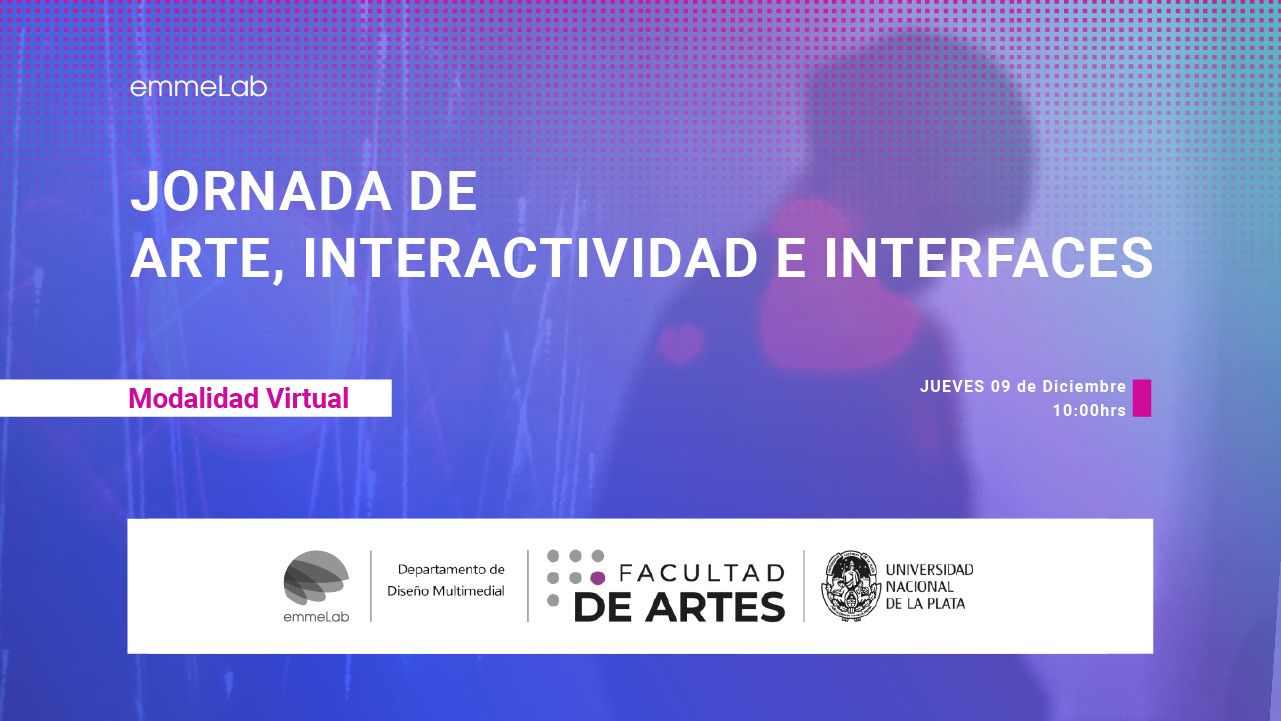 emmeLab
JORNADA DE
ARTE, INTERACTIVIDAD E INTERFACES
Modalidad Virtual
JUEVES 09 de Diciembre
10:00hrs
emmeLab
Departamento de
Diseño Multimedial
FACULTAD
DE ARTES
UNIVERSIDAD
NACIONAL
DE LA PLATA